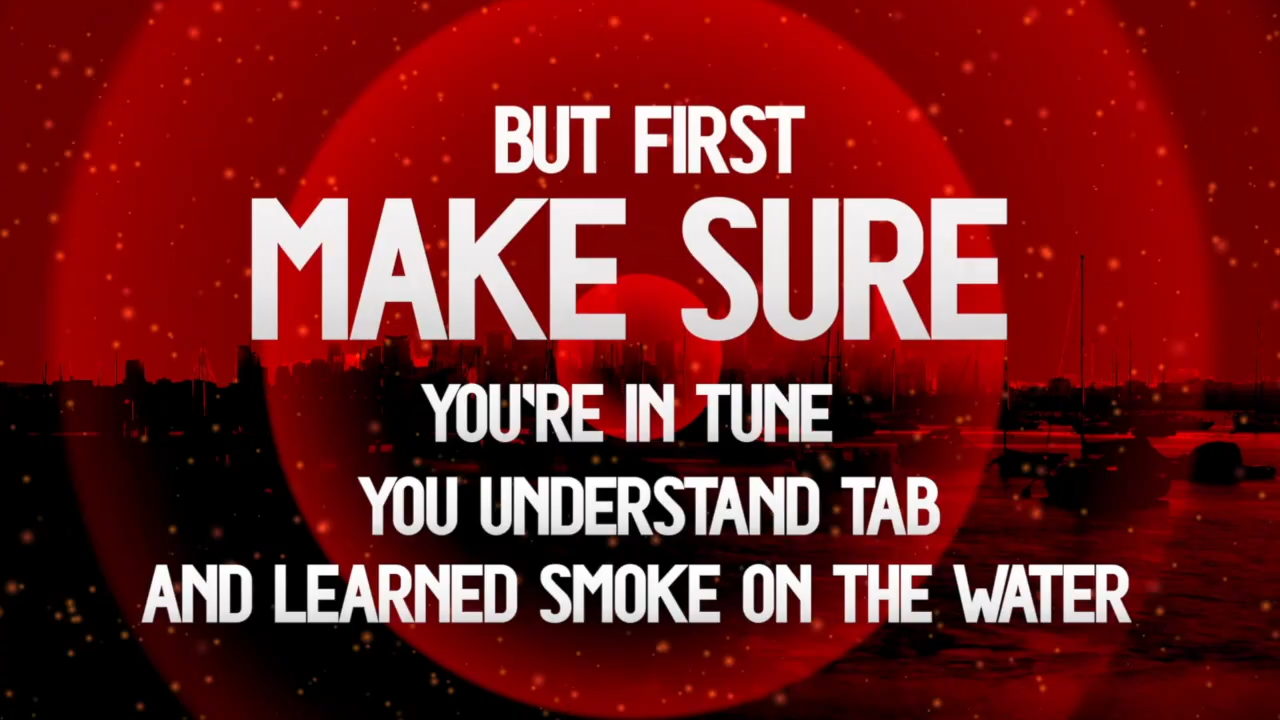 BUT FIRST
MAKE SURE
YOU'RE IN TUNE
YOU UNDERSTAND TAB
AND LEARNED SMOKE ON THE WATER